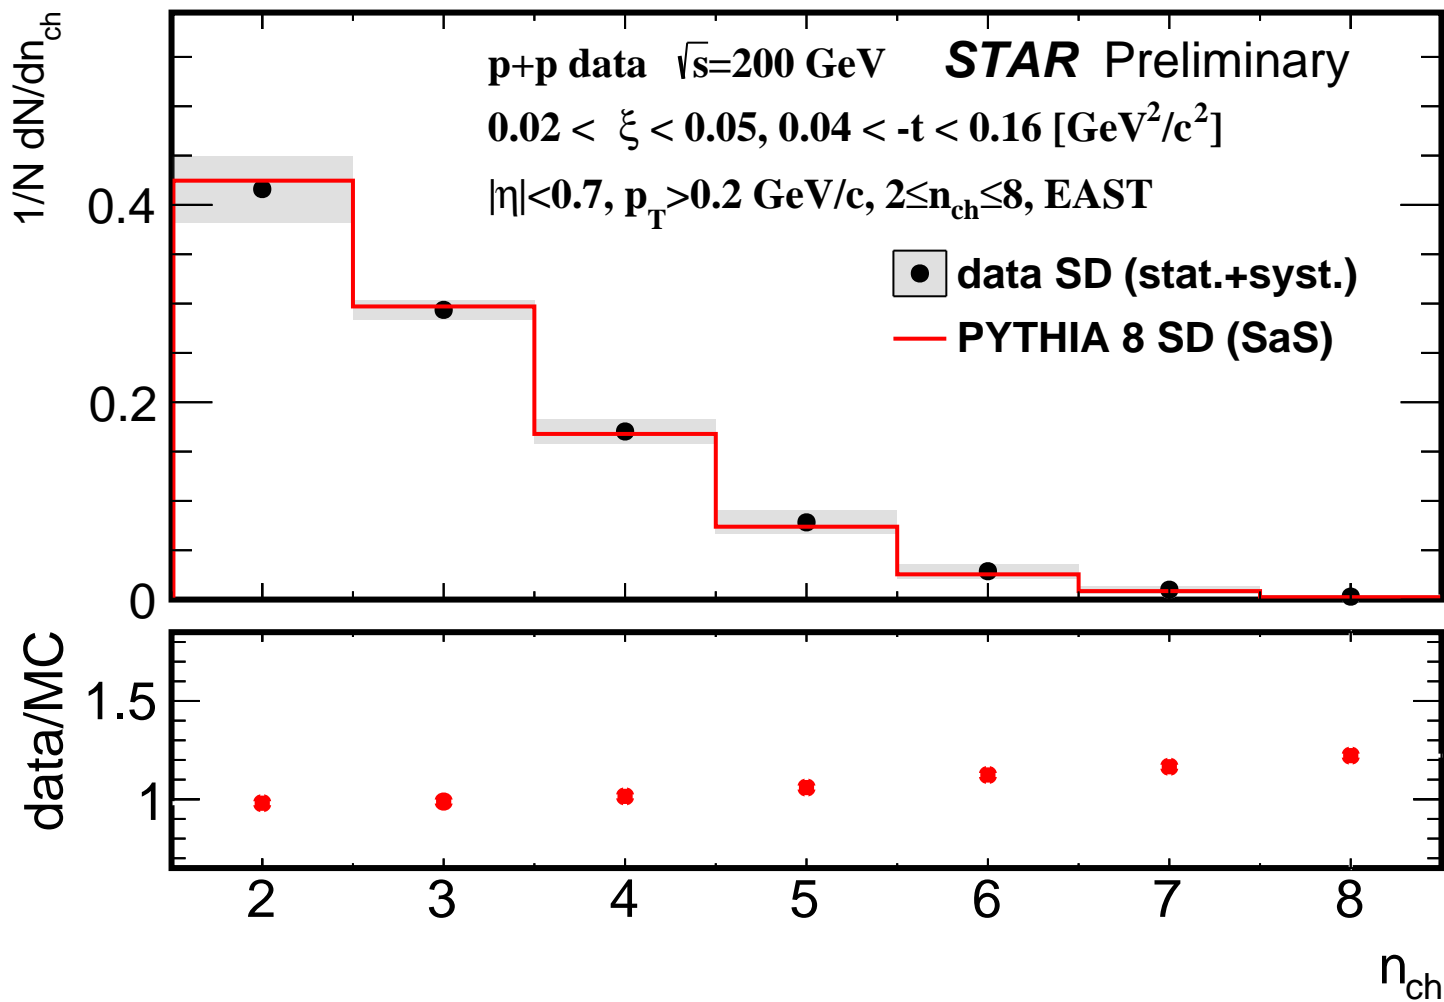 1/N dN/dn_ch
p+p data √s=200 GeV STAR Preliminary
0.02 < ξ < 0.05, 0.04 < -t < 0.16 [GeV²/c²]
|η|<0.7, p_T>0.2 GeV/c, 2≤n_ch≤8, EAST
data SD (stat.+syst.)
PYTHIA 8 SD (SaS)
0.4
0.2
0
data/MC
1.5
1
2 3 4 5 6 7 8
n_ch